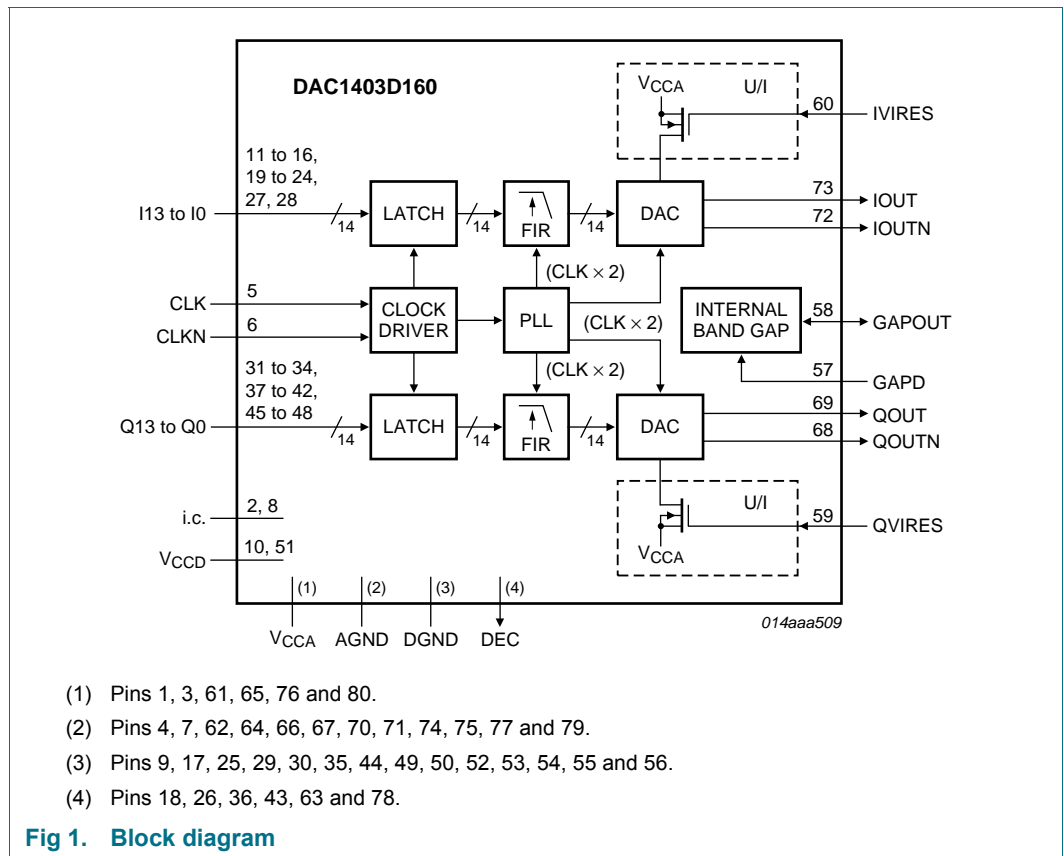 DAC1403D160
VCCA
U/I
60
IVIRES
11 to 16,
19 to 24,
27, 28
I13 to I0
14
LATCH
14
FIR
14
DAC
73
IOUT
72
IOUTN
(CLK × 2)
CLK
5
CLKN
6
CLOCK
DRIVER
PLL
(CLK × 2)
INTERNAL
BAND GAP
58
GAPOUT
(CLK × 2)
57
GAPD
31 to 34,
37 to 42,
45 to 48
Q13 to Q0
14
LATCH
14
FIR
14
DAC
69
QOUT
68
QOUTN
i.c.
2, 8
U/I
59
QVIRES
VCCD
10, 51
VCCA
(1)
(2)
(3)
(4)
VCCA
AGND
DGND
DEC
014aaa509
(1) Pins 1, 3, 61, 65, 76 and 80.
(2) Pins 4, 7, 62, 64, 66, 67, 70, 71, 74, 75, 77 and 79.
(3) Pins 9, 17, 25, 29, 30, 35, 44, 49, 50, 52, 53, 54, 55 and 56.
(4) Pins 18, 26, 36, 43, 63 and 78.
Fig 1. Block diagram